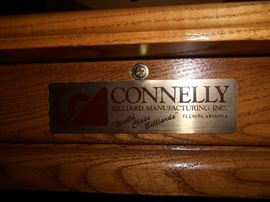 CONNELLY
BILLIARD MANUFACTURING INC.
"World Class Billiards" TUCSON, ARIZONA